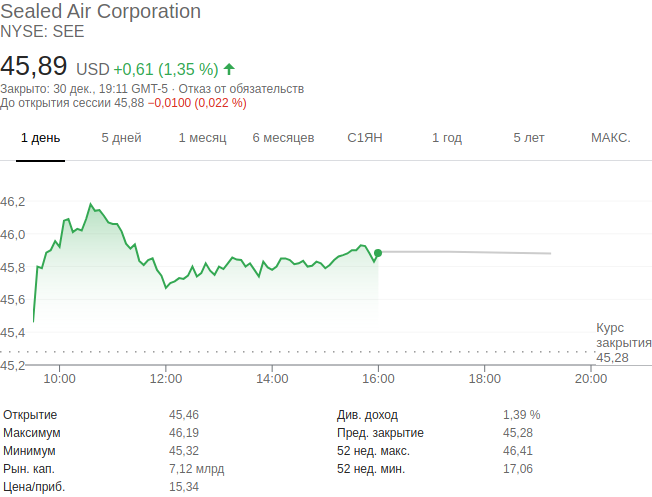 Sealed Air Corporation
NYSE: SEE
45,89 USD +0,61 (1,35 %)
Закрыто: 30 дек., 19:11 GMT-5 · Отказ от обязательств
До открытия сессии 45,88 −0,0100 (0,022 %)
1 день 5 дней 1 месяц 6 месяцев С1ЯН 1 год 5 лет МАКС.
46,2
46,0
45,8
45,6
45,4
45,2
Курс
закрытия
45,28
10:00 12:00 14:00 16:00 18:00 20:00
Открытие 45,46
Максимум 46,19
Минимум 45,32
Рын. кап. 7,12 млрд
Цена/приб. 15,34
Див. доход 1,39 %
Пред. закрытие 45,28
52 нед. макс. 46,41
52 нед. мин. 17,06